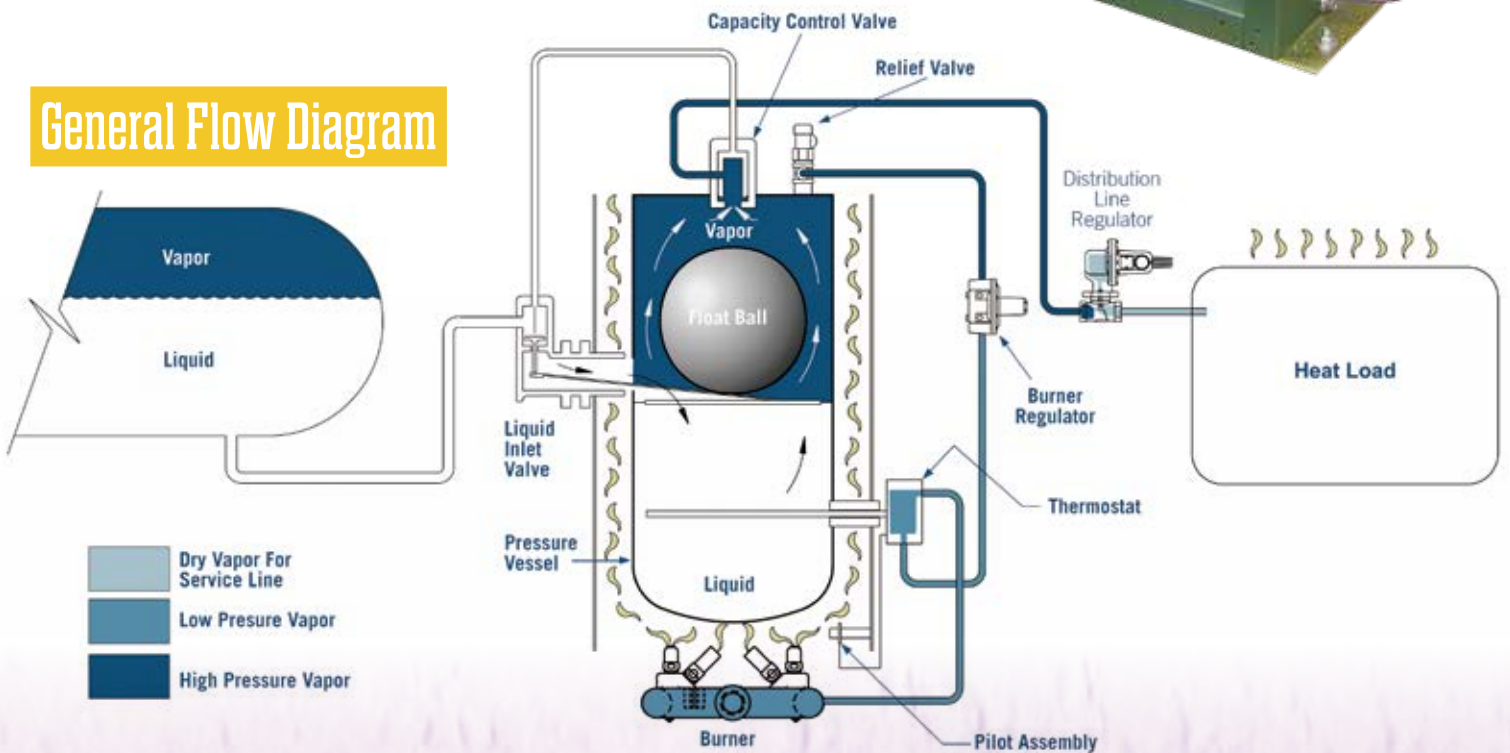 General Flow Diagram
Capacity Control Valve
Relief Valve
Distribution
Line
Regulator
Vapor
Vapor
Float Ball
Liquid
Heat Load
Burner
Regulator
Liquid
Inlet
Valve
Thermostat
Pressure
Vessel
Liquid
Dry Vapor For
Service Line
Low Presure Vapor
High Pressure Vapor
Burner
Pilot Assembly